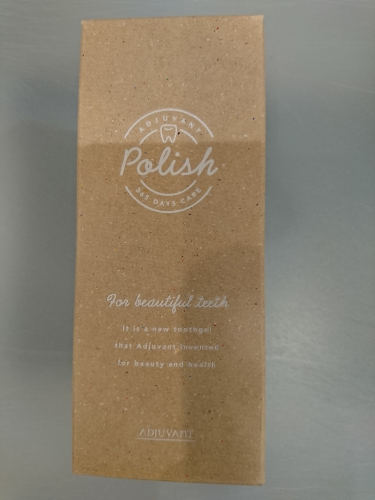 ADJUVANT
Polish
365 DAYS CARE
For beautiful teeth
It is a new toothgel
that Adjuvant invented
for beauty and health
ADJUVANT